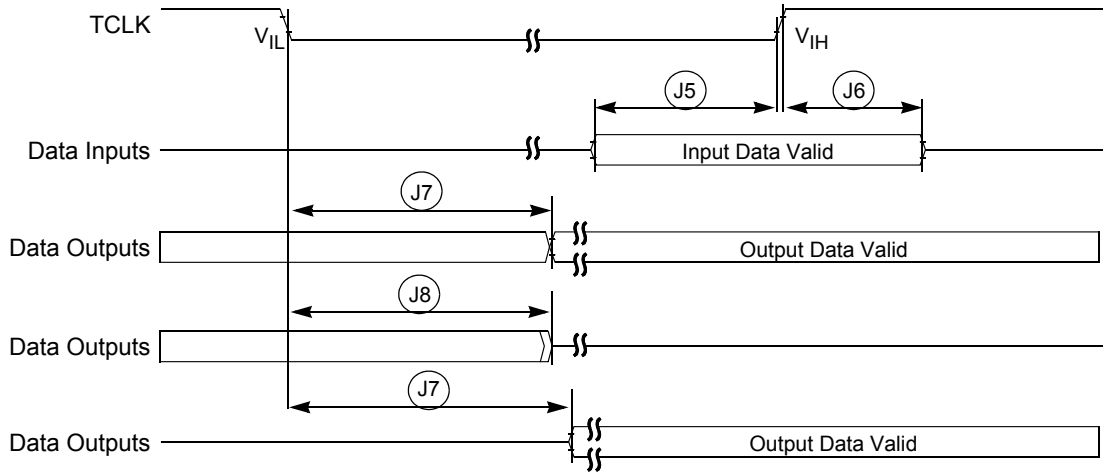 TCLK
VIL
VIH
J5
J6
Data Inputs
Input Data Valid
J7
Data Outputs
Output Data Valid
J8
Data Outputs
J7
Data Outputs
Output Data Valid